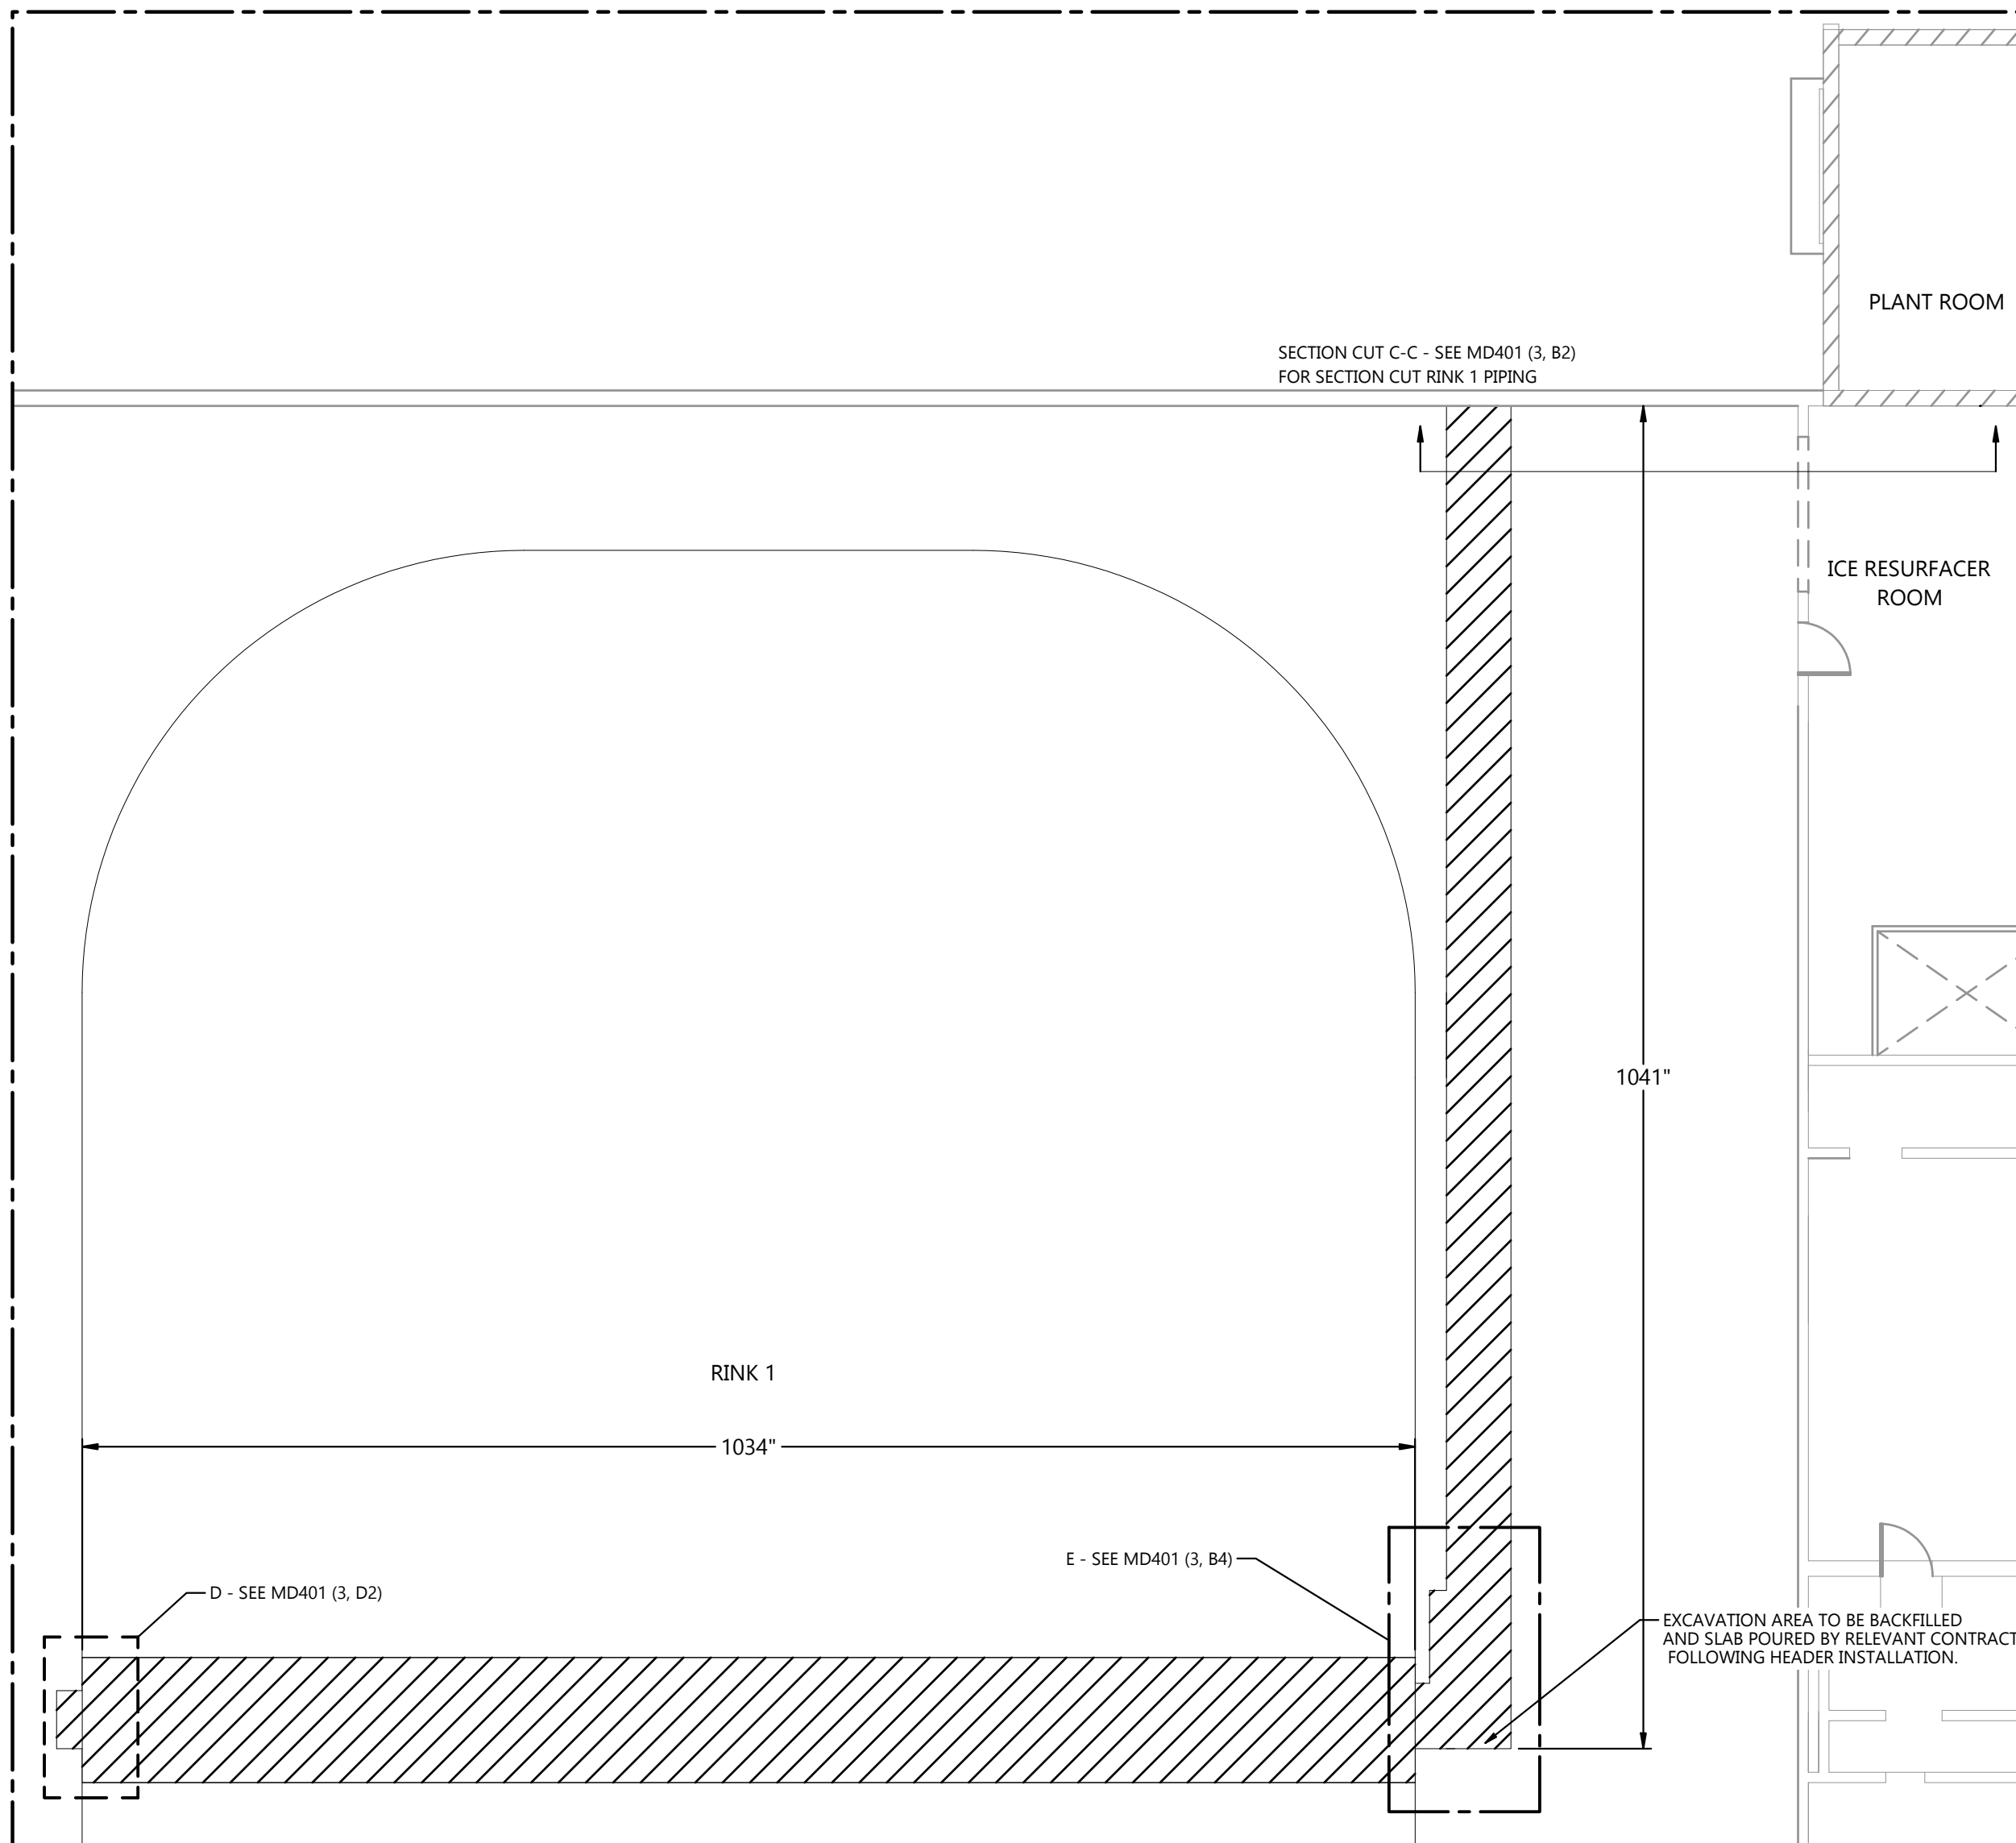 PLANT ROOM
SECTION CUT C-C - SEE MD401 (3, B2)
FOR SECTION CUT RINK 1 PIPING
ICE RESURFACER
ROOM
1041"
RINK 1
1034"
E - SEE MD401 (3, B4)
D - SEE MD401 (3, D2)
EXCAVATION AREA TO BE BACKFILLED
AND SLAB POURED BY RELEVANT CONTRACT
FOLLOWING HEADER INSTALLATION.